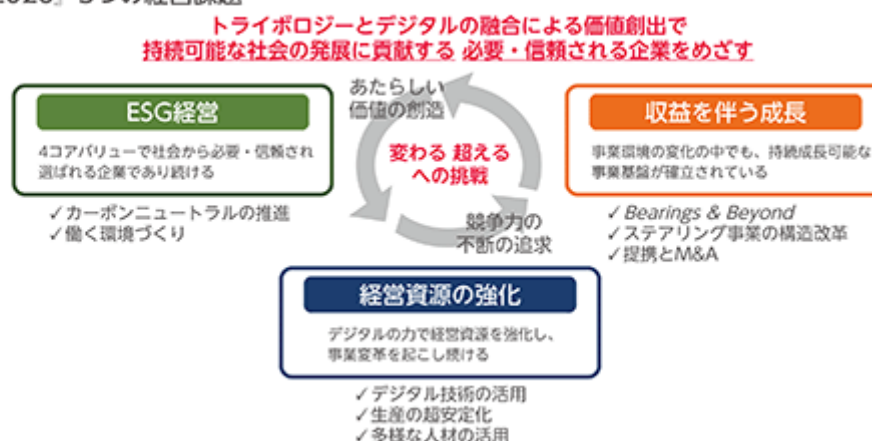 トライボロジーとデジタルの融合による価値創出で
持続可能な社会の発展に貢献する 必要・信頼される企業をめざす
ESG経営
4コアバリューで社会から必要・信頼され
選ばれる企業であり続ける
✓カーボンニュートラルの推進
✓働く環境づくり
あたらしい
価値の創造
変わる 超える
への挑戦
競争力の
不断の追求
収益を伴う成長
事業環境の変化の中でも、持続成長可能な
事業基盤が確立されている
✓Bearings & Beyond
✓ステアリング事業の構造改革
✓提携とM&A
経営資源の強化
デジタルの力で経営資源を強化し、
事業変革を起こし続ける
✓デジタル技術の活用
✓生産の超安定化
✓多様な人材の活用